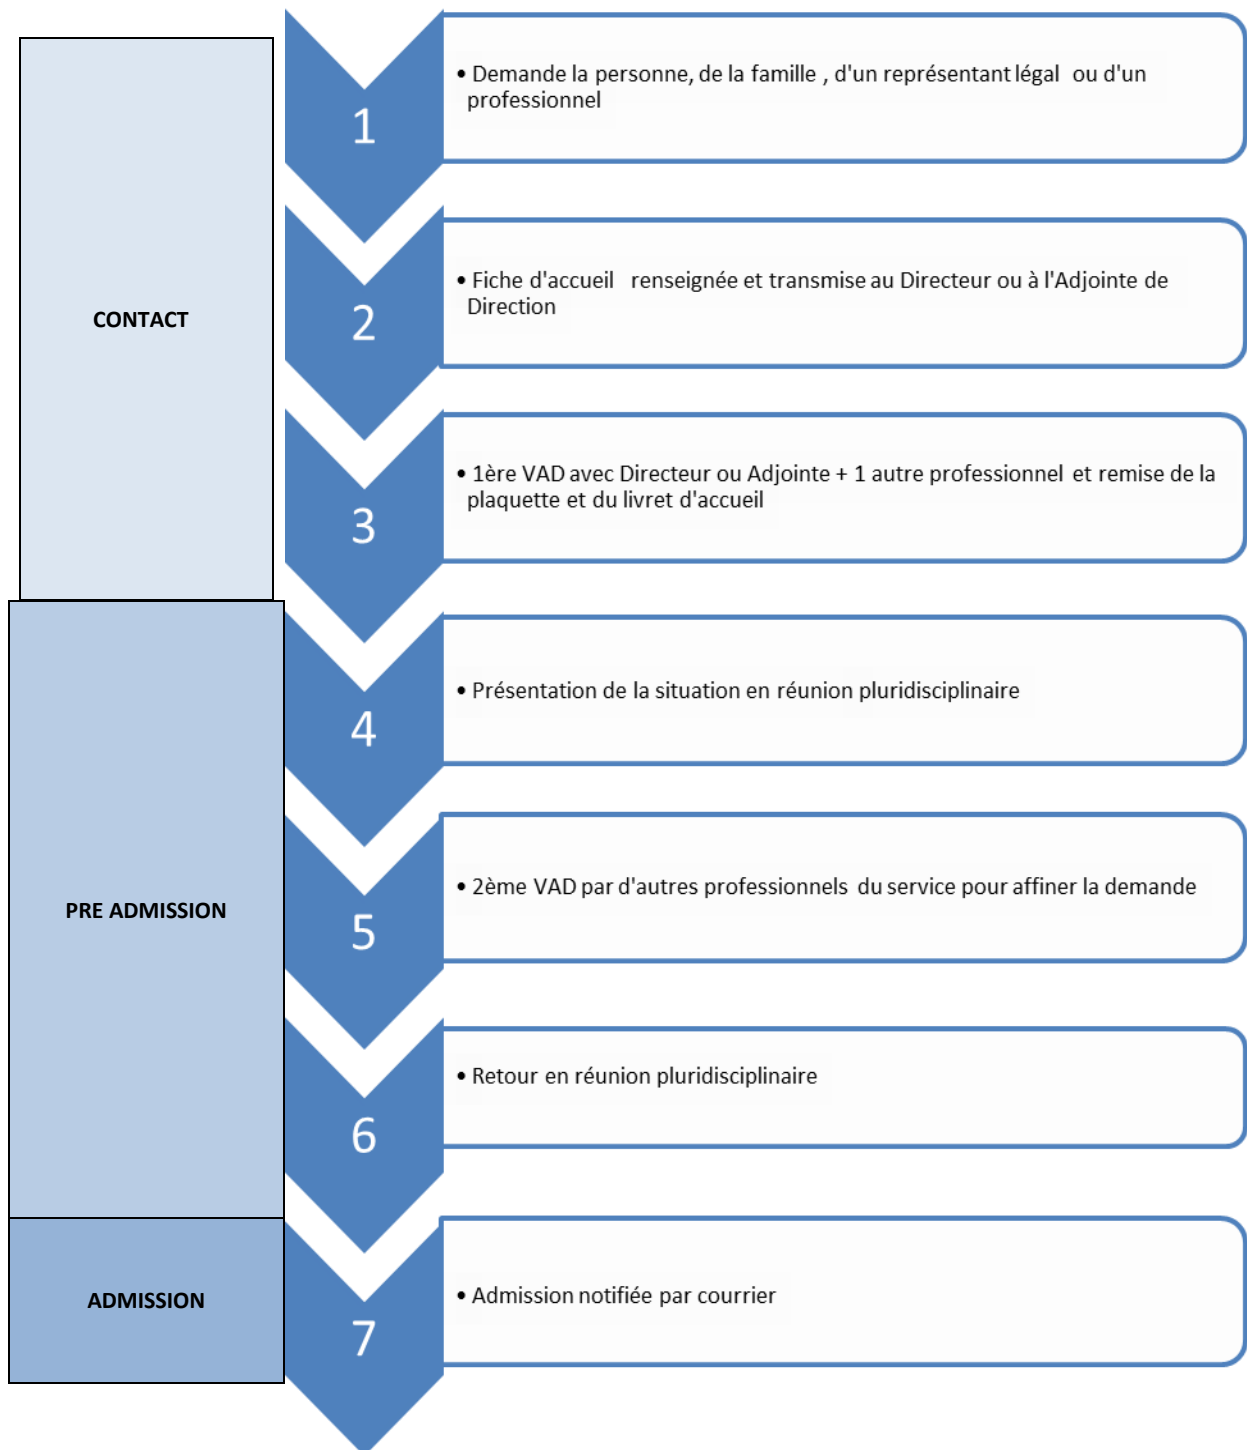 CONTACT
1
• Demande la personne, de la famille , d'un représentant légal ou d'un
professionnel
2
• Fiche d'accueil renseignée et transmise au Directeur ou à l'Adjointe de
Direction
3
• 1ère VAD avec Directeur ou Adjointe + 1 autre professionnel et remise de la
plaquette et du livret d'accueil
PRE ADMISSION
4
• Présentation de la situation en réunion pluridisciplinaire
5
• 2ème VAD par d'autres professionnels du service pour affiner la demande
6
• Retour en réunion pluridisciplinaire
ADMISSION
7
• Admission notifiée par courrier